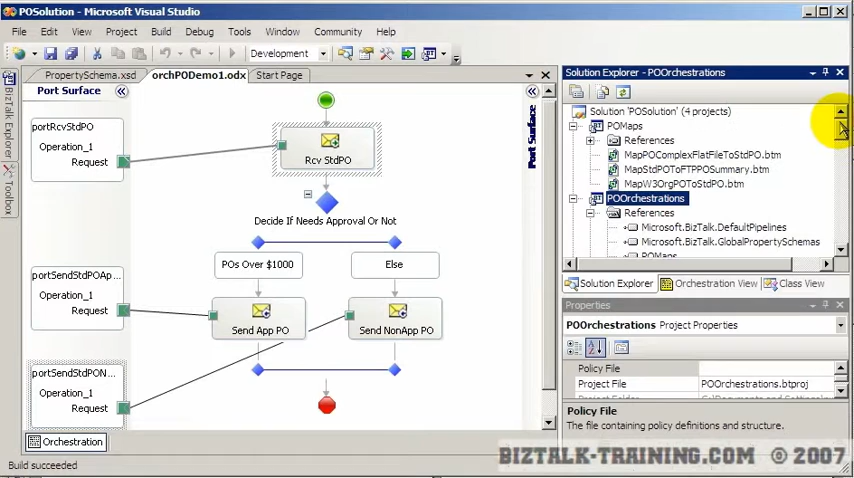 POSolution - Microsoft Visual Studio
File Edit View Project Build Debug Tools Window Community Help
Development
PropertySchema.xsd orchPODemo1.odx Start Page
BizTalk Explorer
Toolbox
Port Surface
portRcvStdPO
Operation_1
Request
portSendStdPOAp...
Operation_1
Request
portSendStdPON...
Operation_1
Request
Rcv StdPO
Decide If Needs Approval Or Not
POs Over $1000
Else
Send App PO
Send NonApp PO
Port Surface
Orchestration
Build succeeded
Solution Explorer - POOrchestrations
Solution 'POSolution' (4 projects)
POMaps
References
MapPOComplexFlatFileToStdPO.btm
MapStdPOToFTPPOSummary.btm
MapW3OrgPOToStdPO.btm
POOrchestrations
References
Microsoft.BizTalk.DefaultPipelines
Microsoft.BizTalk.GlobalPropertySchemas
POMaps
Solution Explorer Orchestration View Class View
Properties
POOrchestrations Project Properties
Policy File
Project File POOrchestrations.btproj
Policy File
The file containing policy definitions and structure.
BIZTALK-TRAINING.COM © 2007